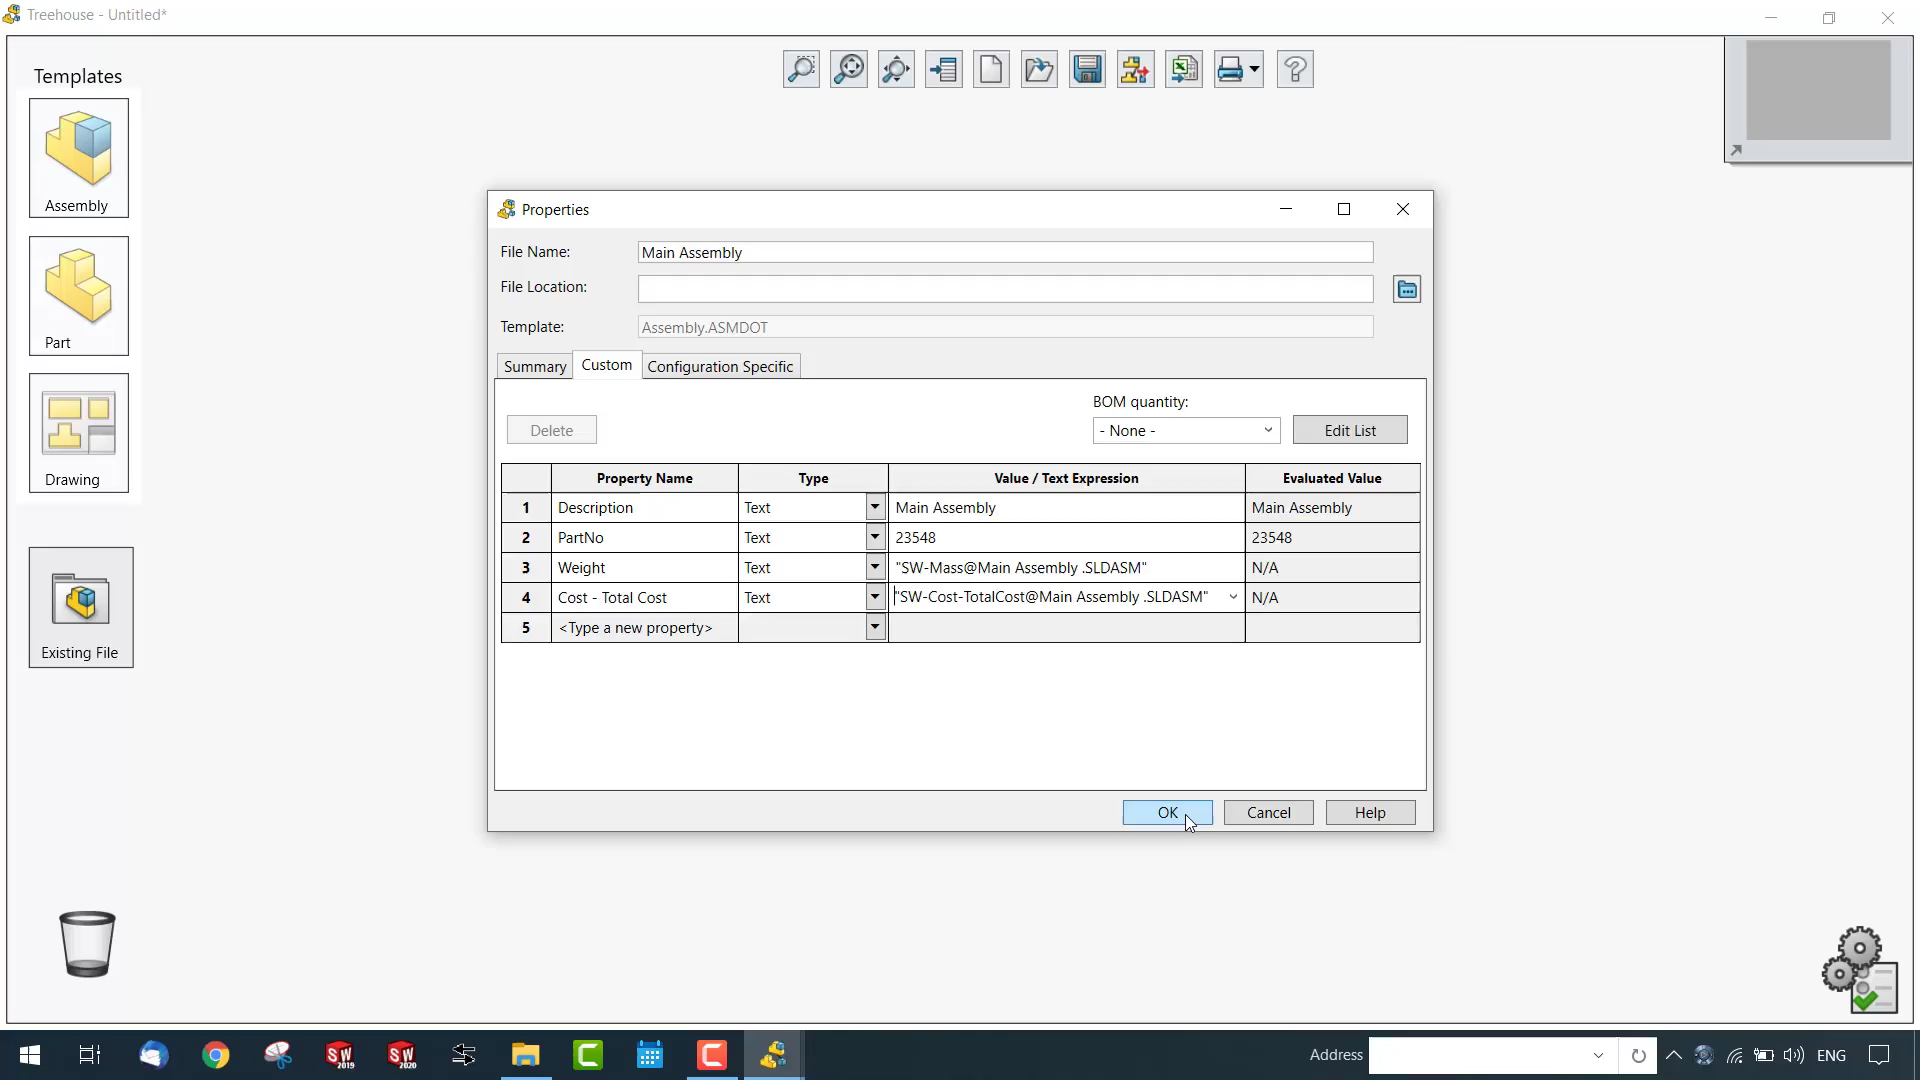 Treehouse - Untitled*
Templates
Assembly
Part
Drawing
Existing File
Properties
File Name: Main Assembly
File Location:
Template: Assembly.ASMDOT
Summary Custom Configuration Specific
BOM quantity:
Delete - None - Edit List
Property Name Type Value / Text Expression Evaluated Value
1 Description Text Main Assembly Main Assembly
2 PartNo Text 23548 23548
3 Weight Text "SW-Mass@Main Assembly .SLDASM" N/A
4 Cost - Total Cost Text "SW-Cost-TotalCost@Main Assembly .SLDASM" N/A
5 <Type a new property>
OK Cancel Help
SW 2019 SW 2020 Address ENG